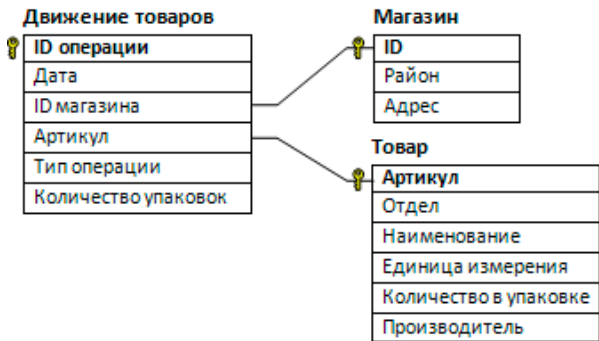 Движение товаров
ID операции
Дата
ID магазина
Артикул
Тип операции
Количество упаковок
Магазин
ID
Район
Адрес
Товар
Артикул
Отдел
Наименование
Единица измерения
Количество в упаковке
Производитель